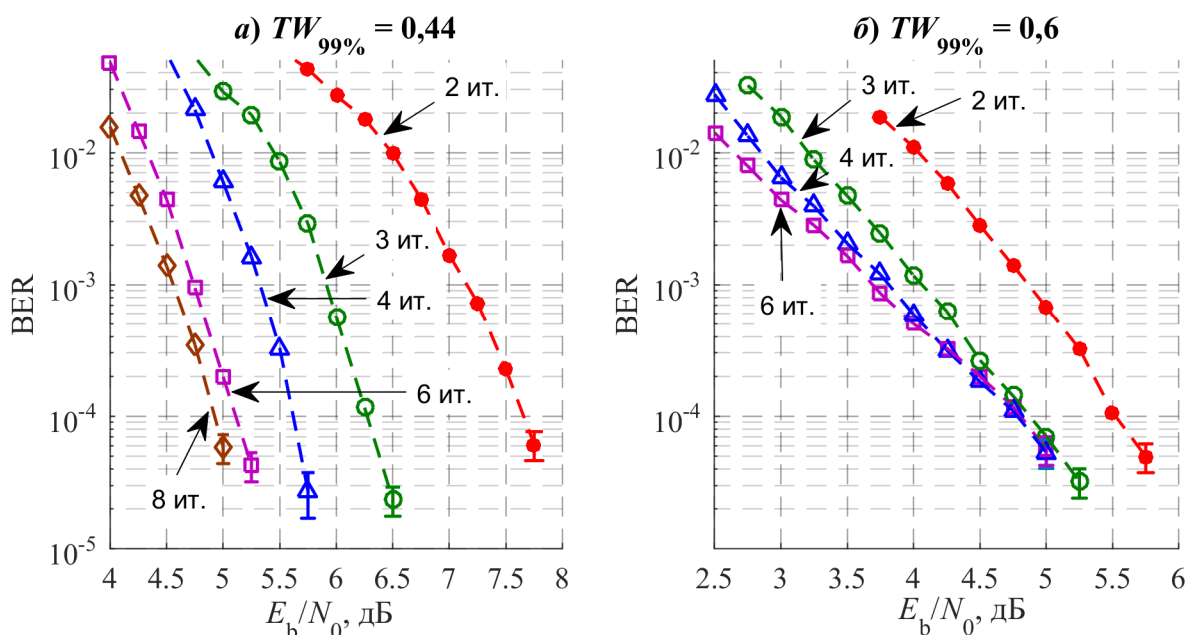 а) TW99% = 0,44
BER
10-2
10-3
10-4
10-5
2 ит.
3 ит.
4 ит.
6 ит.
8 ит.
4 4.5 5 5.5 6 6.5 7 7.5 8
Eb/N0, дБ
б) TW99% = 0,6
BER
10-2
10-3
10-4
10-5
3 ит.
2 ит.
4 ит.
6 ит.
2.5 3 3.5 4 4.5 5 5.5 6
Eb/N0, дБ